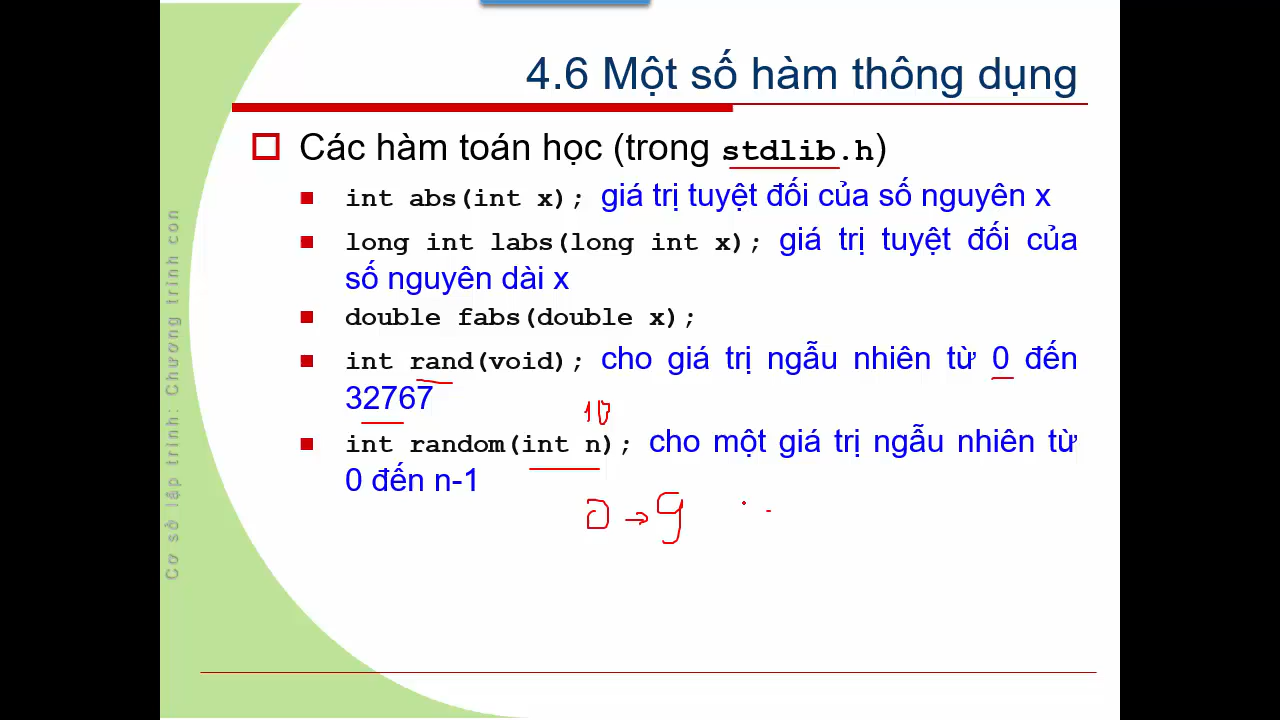 4.6 Một số hàm thông dụng
Các hàm toán học (trong stdlib.h)
int abs(int x); giá trị tuyệt đối của số nguyên x
long int labs(long int x); giá trị tuyệt đối của
số nguyên dài x
double fabs(double x);
int rand(void); cho giá trị ngẫu nhiên từ 0 đến
32767
10
int random(int n); cho một giá trị ngẫu nhiên từ
0 đến n-1
0 → 9
Cơ sở lập trình: Chương trình con